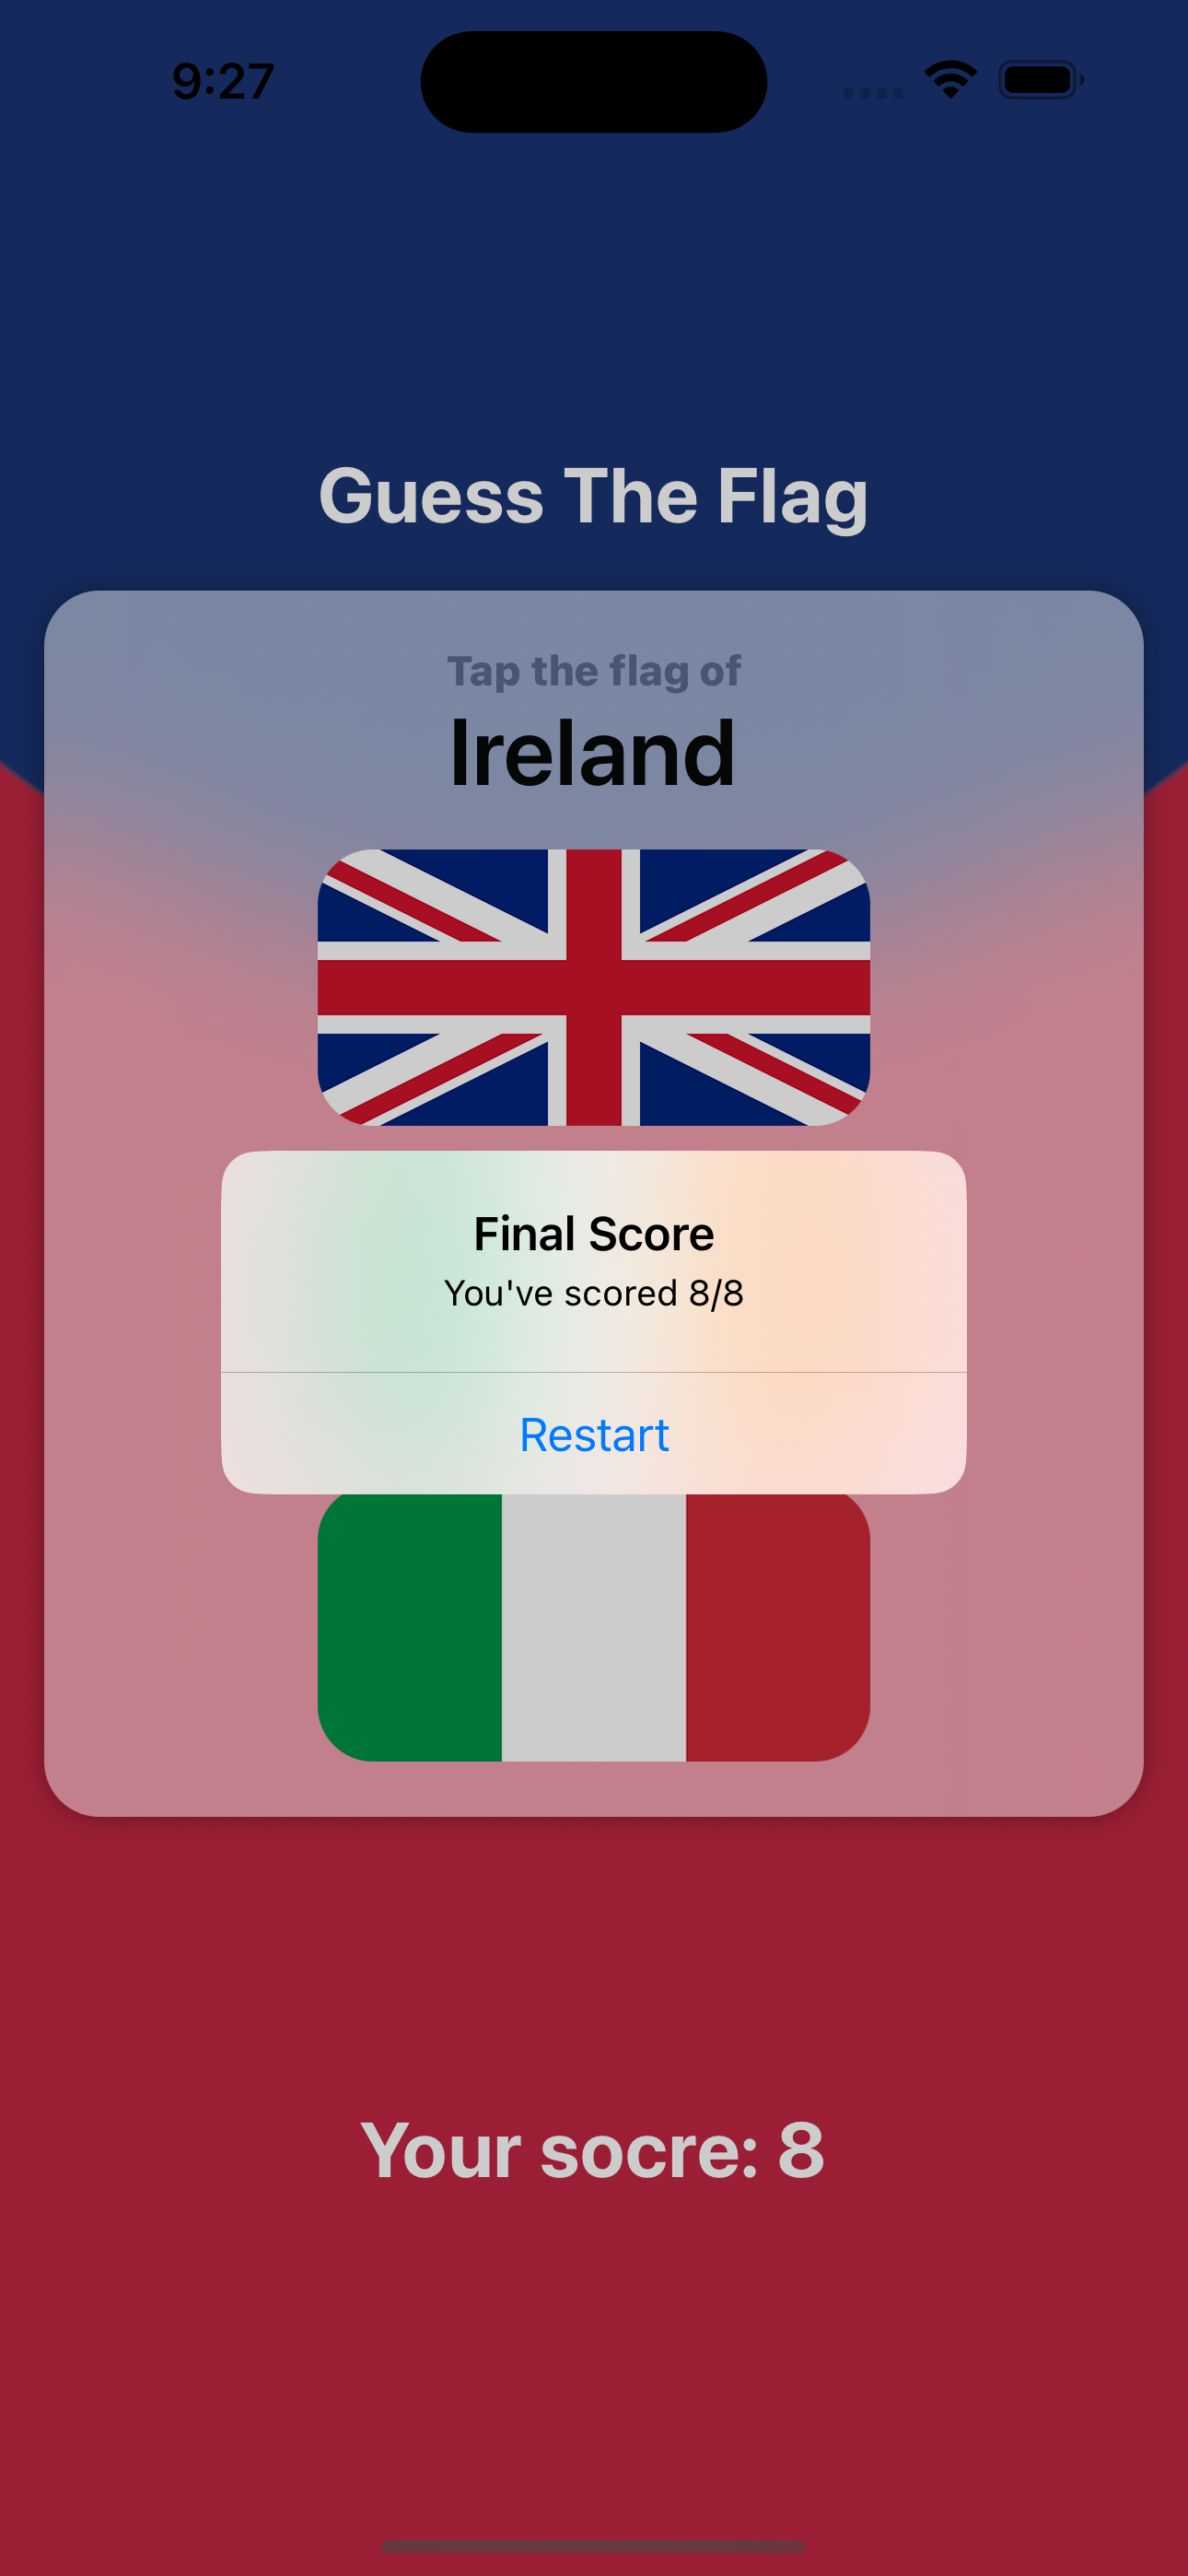 9:27
Guess The Flag
Tap the flag of
Ireland
Final Score
You've scored 8/8
Restart
Your socre: 8